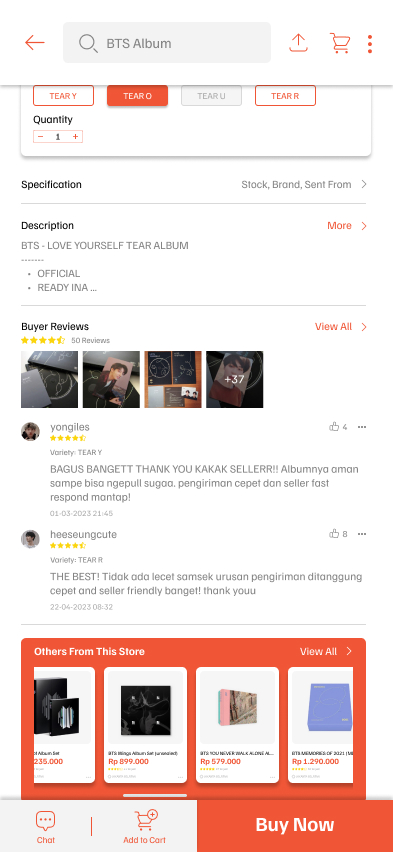 BTS Album
TEAR Y
TEAR O
TEAR U
TEAR R
Quantity
− 1 +
Specification
Stock, Brand, Sent From
Description
More
BTS - LOVE YOURSELF TEAR ALBUM
-------
• OFFICIAL
• READY INA ...
Buyer Reviews
View All
50 Reviews
+37
yongiles
4
Variety: TEAR Y
BAGUS BANGETT THANK YOU KAKAK SELLERR!! Albumnya aman
sampe bisa ngepull sugaa. pengiriman cepet dan seller fast
respond mantap!
01-03-2023 21:45
heeseungcute
8
Variety: TEAR R
THE BEST! Tidak ada lecet samsek urusan pengiriman ditanggung
cepet and seller friendly banget! thank youu
22-04-2023 08:32
Others From This Store
View All
Album Set
235.000
BTS Wings Album Set (unsealed)
Rp 899.000
BTS YOU NEVER WALK ALONE AL...
Rp 579.000
BTS MEMORIES OF 2021
Rp 1.290.000
Chat
Add to Cart
Buy Now